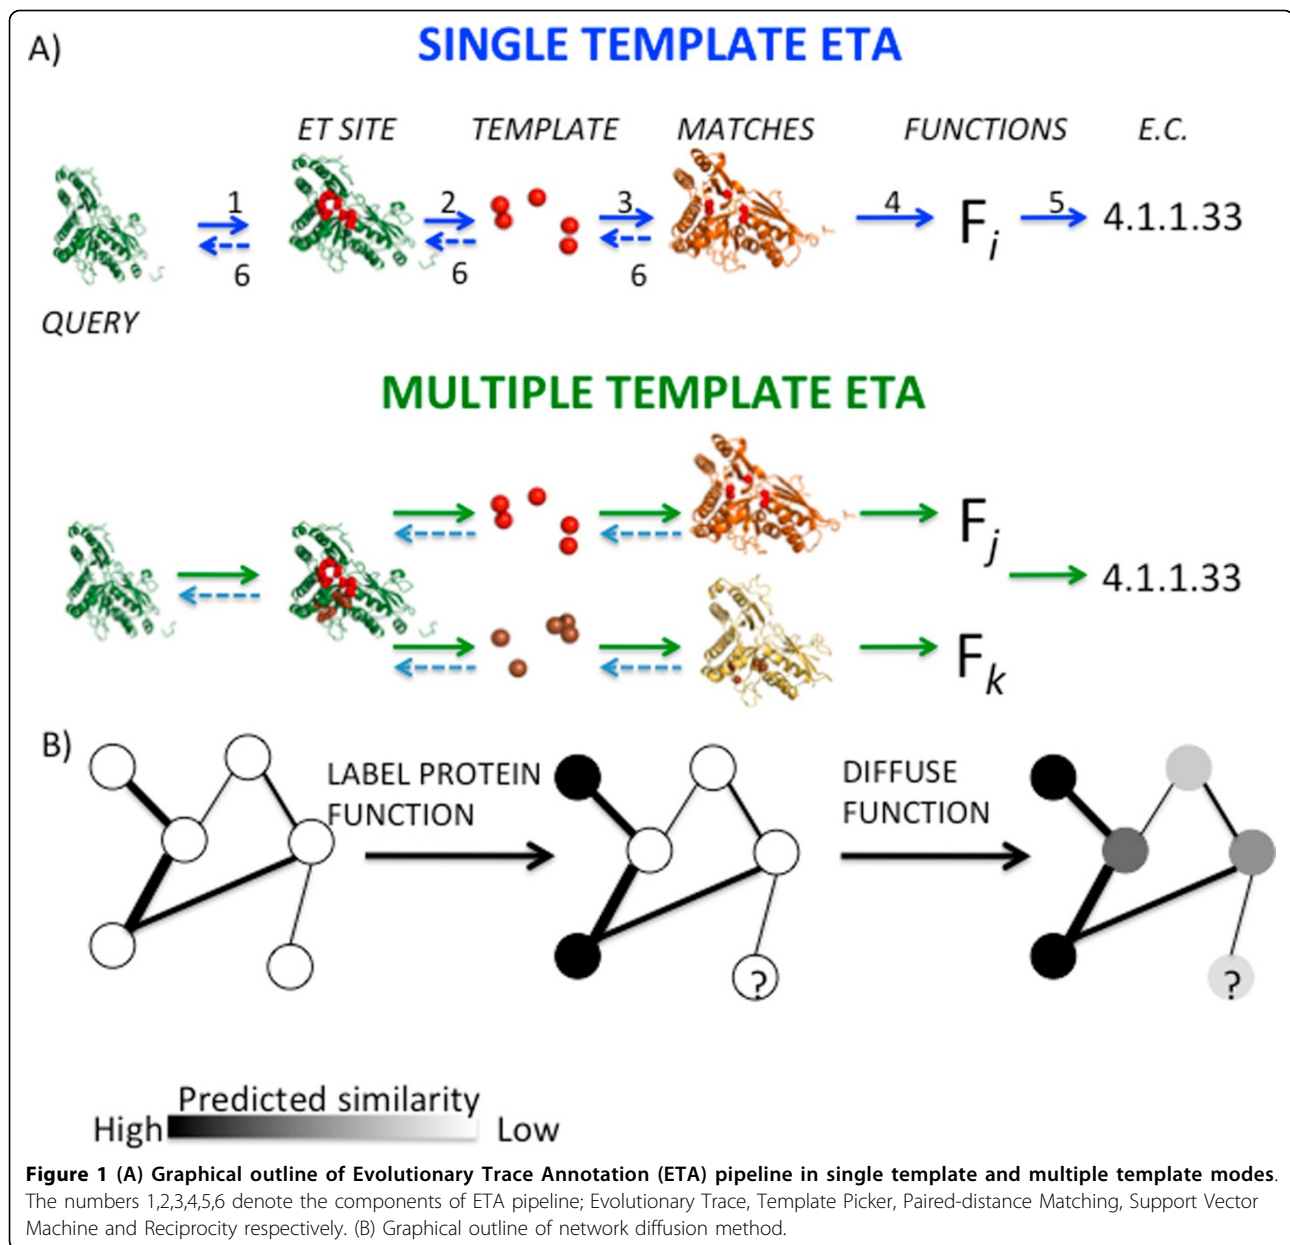 A)
SINGLE TEMPLATE ETA
ET SITE TEMPLATE MATCHES FUNCTIONS E.C.
1 2 3 4 F i 5 4.1.1.33
6 6 6
QUERY
MULTIPLE TEMPLATE ETA
F j
4.1.1.33
F k
B)
LABEL PROTEIN
FUNCTION
DIFFUSE
FUNCTION
? ?
Predicted similarity
High Low
Figure 1 (A) Graphical outline of Evolutionary Trace Annotation (ETA) pipeline in single template and multiple template modes.
The numbers 1,2,3,4,5,6 denote the components of ETA pipeline; Evolutionary Trace, Template Picker, Paired-distance Matching, Support Vector
Machine and Reciprocity respectively. (B) Graphical outline of network diffusion method.